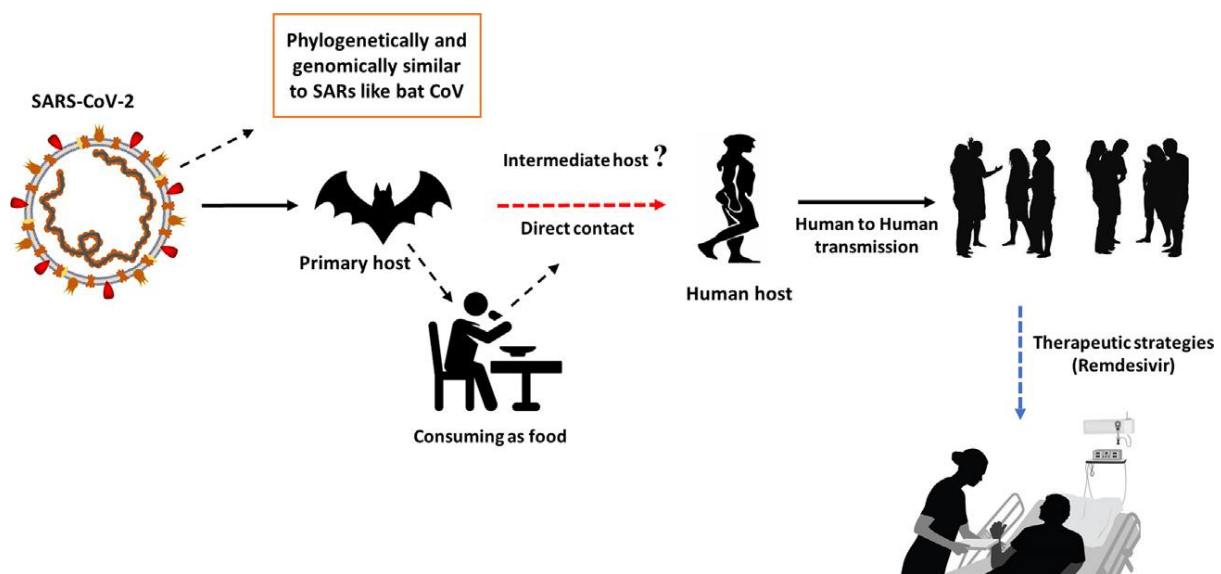 Phylogenetically and
genomically similar
to SARs like bat CoV
SARS-CoV-2
Intermediate host ?
Direct contact
Primary host
Human host
Human to Human
transmission
Consuming as food
Therapeutic strategies
(Remdesivir)